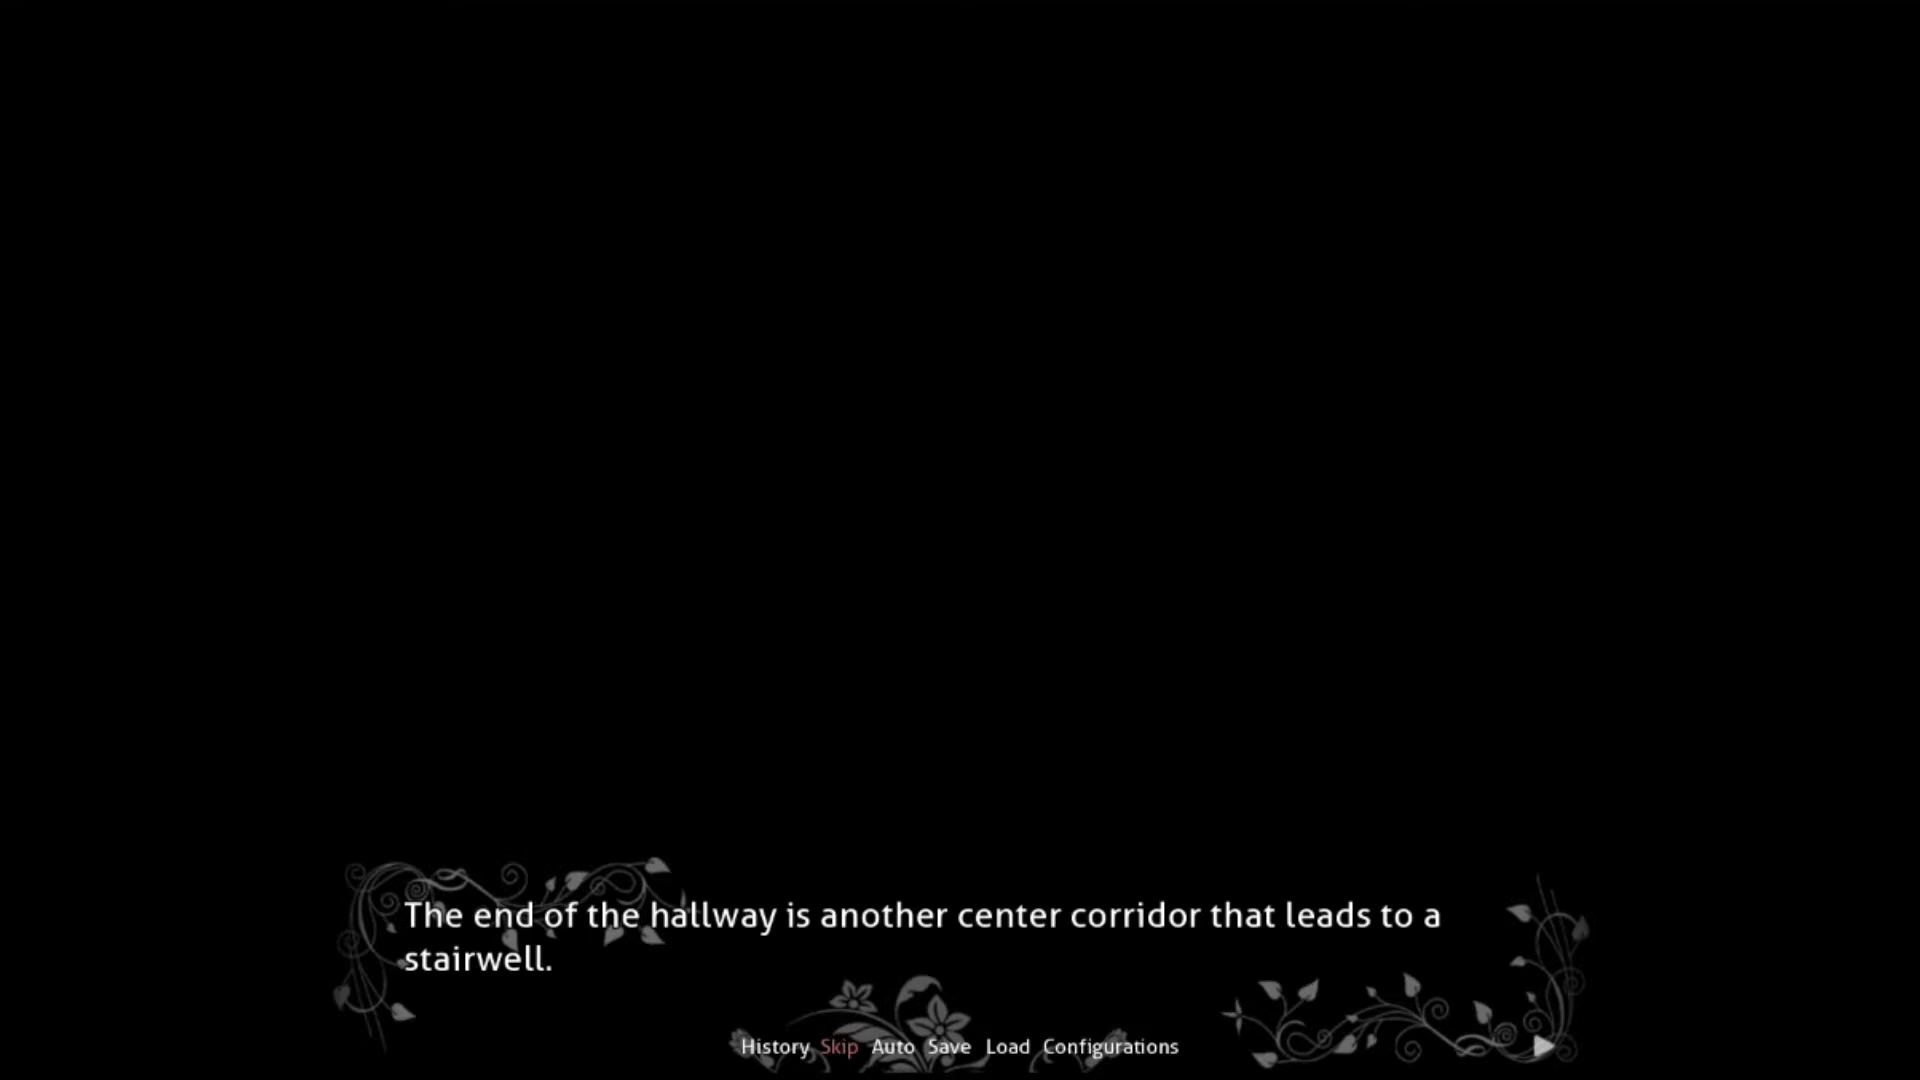 The end of the hallway is another center corridor that leads to a
stairwell.
History Skip Auto Save Load Configurations